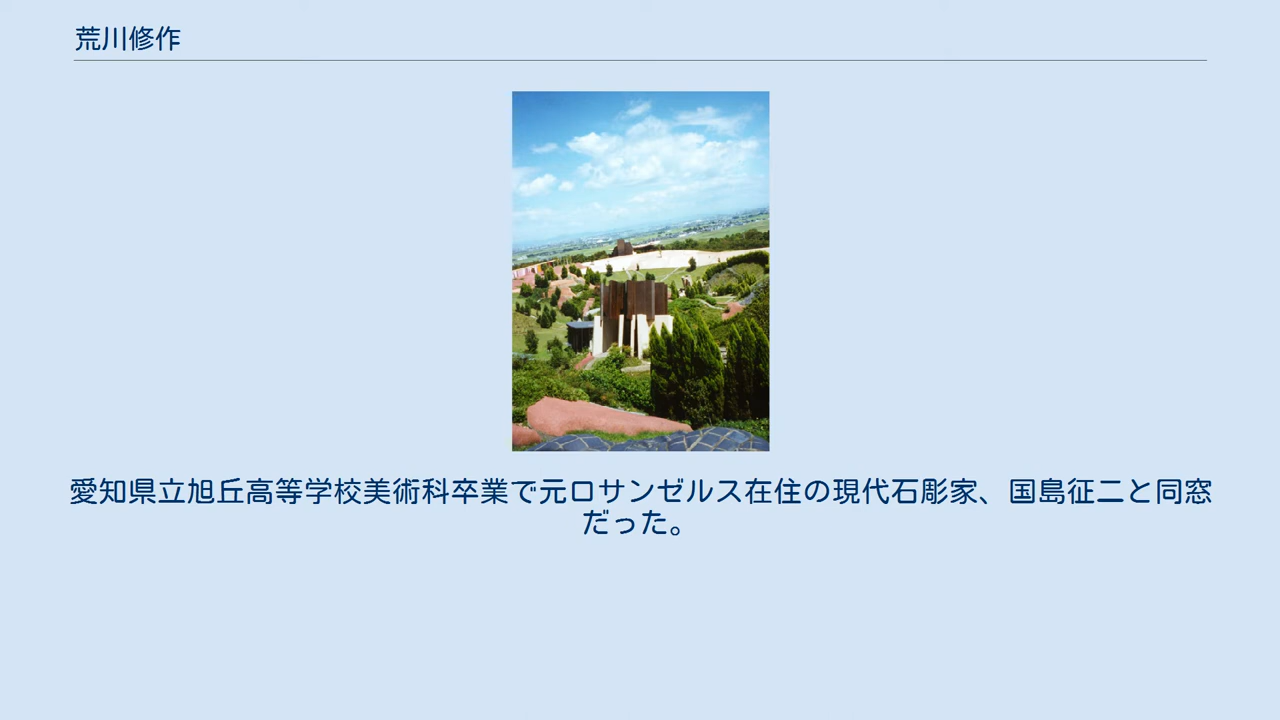 荒川修作
愛知県立旭丘高等学校美術科卒業で元ロサンゼルス在住の現代石彫家、国島征二と同窓
だった。